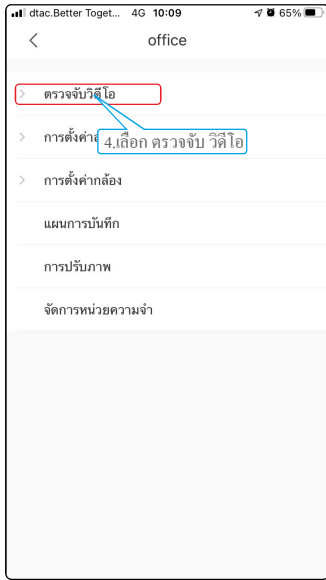 dtac.Better Toget... 4G 10:09 65%
office
ตรวจจับวิดีโอ
การตั้งค่า
4.เลือก ตรวจจับ วิดีโอ
การตั้งค่ากล้อง
แผนการบันทึก
การปรับภาพ
จัดการหน่วยความจำ